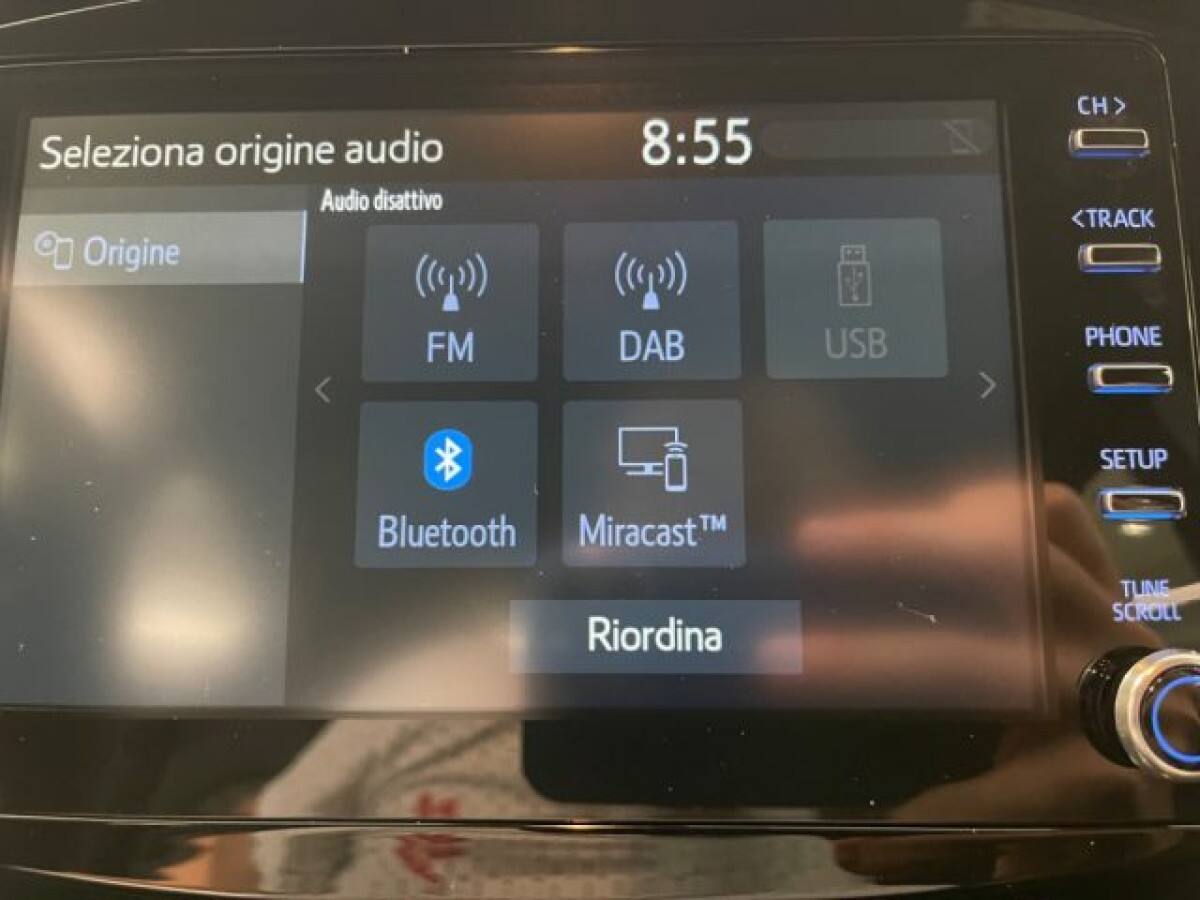 Seleziona origine audio
8:55
Audio disattivo
Origine
FM
DAB
USB
Bluetooth
Miracast™
Riordina
CH >
<TRACK
PHONE
SETUP
TUNE
SCROLL